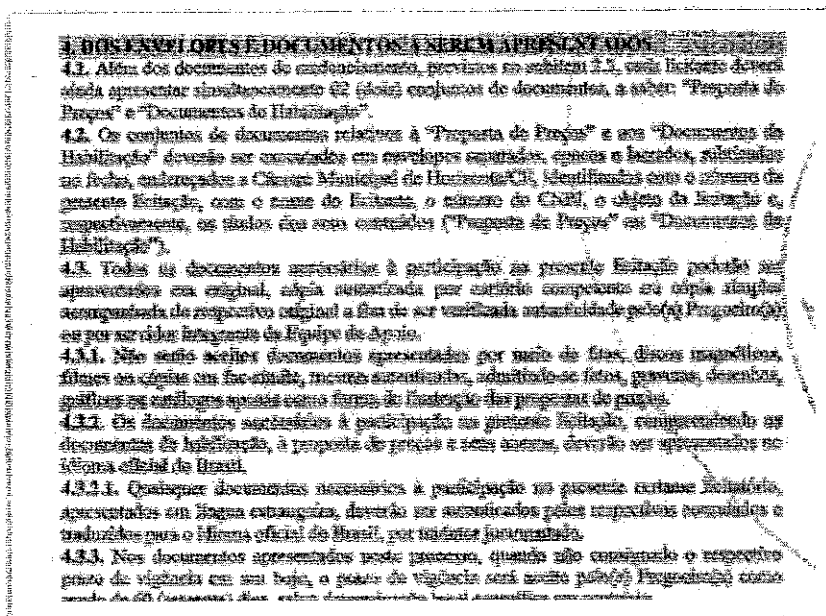 4. DOS ENVELOPES E DOCUMENTOS A SEREM APRESENTADOS
4.1. Além dos documentos de credenciamento, previstos no subitem 2.3, cada licitante deverá
ainda apresentar simultaneamente 02 (dois) conjuntos de documentos, a saber: "Proposta de
Preços" e "Documentos de Habilitação".
4.2. Os conjuntos de documentos relativos à "Proposta de Preços" e aos "Documentos de
Habilitação" deverão ser em envelopes separados, opacos e lacrados, rubricados
no fecho, endereçados a Câmara Municipal de Horizonte/CE, identificados com o número da
presente licitação, com o nome do licitante, o número do CNPJ, o objeto da licitação e,
respectivamente, os títulos dos seus conteúdos ("Proposta de Preços" ou "Documentos de
Habilitação").
4.3. Todos os documentos necessários à participação na presente licitação poderão ser
apresentados em original, cópia autenticada por cartório competente ou cópia simples
acompanhada do respectivo original a fim de ser verificada autenticidade pelo(a) Pregoeiro(a)
ou por servidor integrante da Equipe de Apoio.
4.3.1. Não serão aceitos documentos apresentados por meio de fitas, discos magnéticos,
filmes ou cópias em fac-símile, mesmo autenticadas, admitindo-se fotos, gravuras, desenhos,
gráficos ou catálogos apenas como forma de ilustração das propostas de preços.
4.3.2. Os documentos necessários à participação na presente licitação, compreendendo os
documentos de habilitação, à proposta de preços e seus anexos, deverão ser apresentados no
idioma oficial do Brasil.
4.3.2.1. Quaisquer documentos necessários à participação no presente certame licitatório,
apresentados em língua estrangeira, deverão ser autenticados pelos respectivos consulados e
traduzidos para o idioma oficial do Brasil, por tradutor juramentado.
4.3.3. Nos documentos apresentados neste processo, quando não consignado o respectivo
prazo de vigência em seu bojo, o prazo de vigência será aceito pelo(a) Pregoeiro(a) como
sendo de 60 (sessenta) dias,